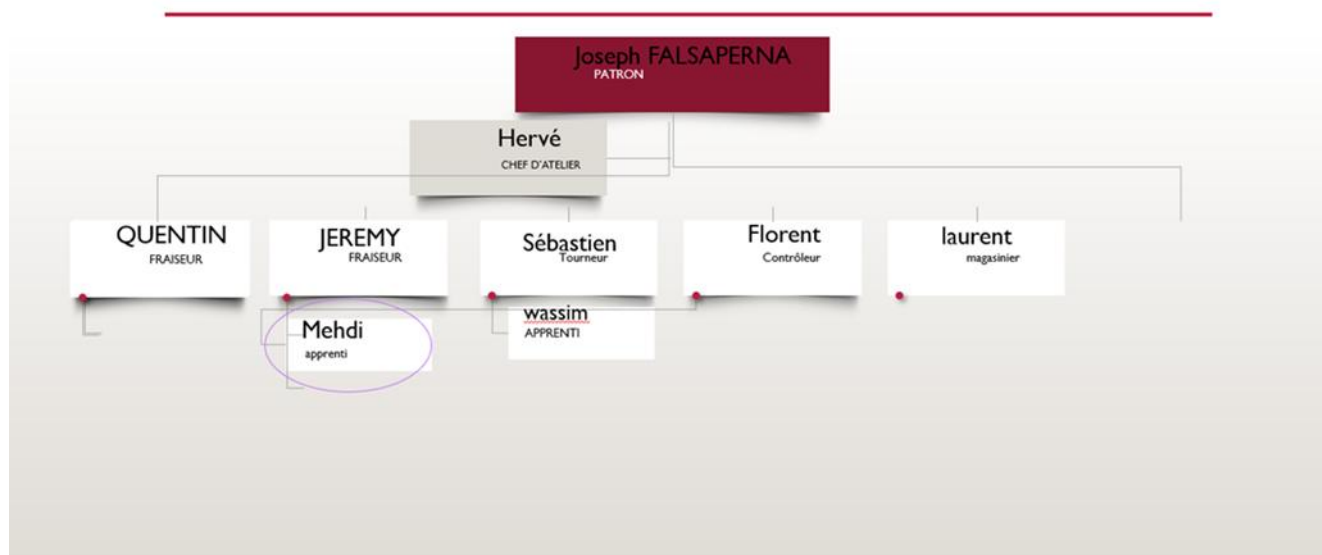 Joseph FALSAPERNA
PATRON
Hervé
CHEF D'ATELIER
QUENTIN
FRAISEUR
JEREMY
FRAISEUR
Sébastien
Tourneur
Florent
Contrôleur
laurent
magasinier
Mehdi
apprenti
wassim
APPRENTI